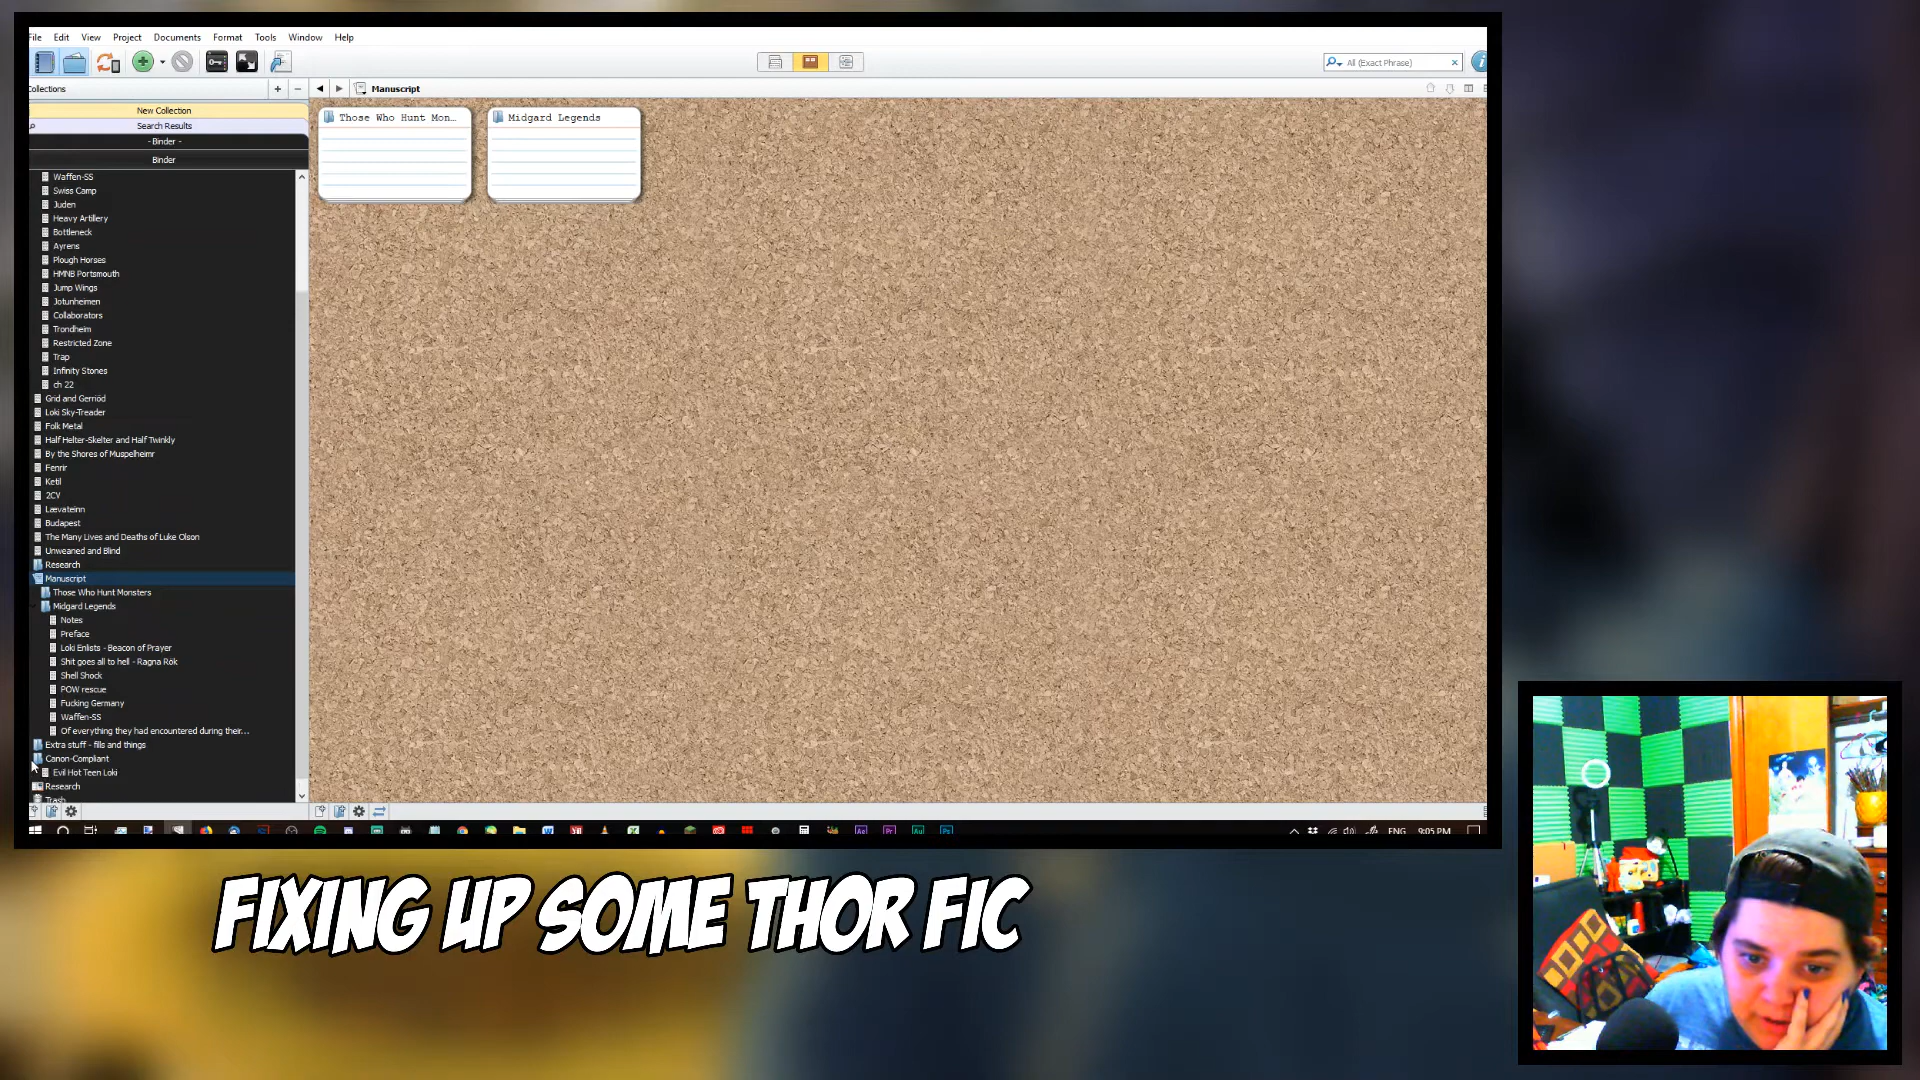 File Edit View Project Documents Format Tools Window Help
All (Exact Phrase)
Collections
Manuscript
New Collection
Search Results
- Binder -
Binder
Those Who Hunt Mon...
Midgard Legends
Waffen-SS
Swiss Camp
Juden
Heavy Artillery
Bottleneck
Ayrens
Plough Horses
HMNB Portsmouth
Jump Wings
Jotunheimen
Collaborators
Trondheim
Restricted Zone
Trap
Infinity Stones
ch 22
Grid and Gerriöd
Loki Sky-Treader
Folk Metal
Half Helter-Skelter and Half Twinkly
By the Shores of Muspelheimr
Fenrir
Ketil
2CV
Lævateinn
Budapest
The Many Lives and Deaths of Luke Olson
Unweaned and Blind
Research
Manuscript
Those Who Hunt Monsters
Midgard Legends
Notes
Preface
Loki Enlists - Beacon of Prayer
Shit goes all to hell - Ragna Rök
Shell Shock
POW rescue
Fucking Germany
Waffen-SS
Of everything they had encountered during their...
Extra stuff - fills and things
Canon-Compliant
Evil Hot Teen Loki
Research
Trash
ENG 9:05 PM
FIXING UP SOME THOR FIC